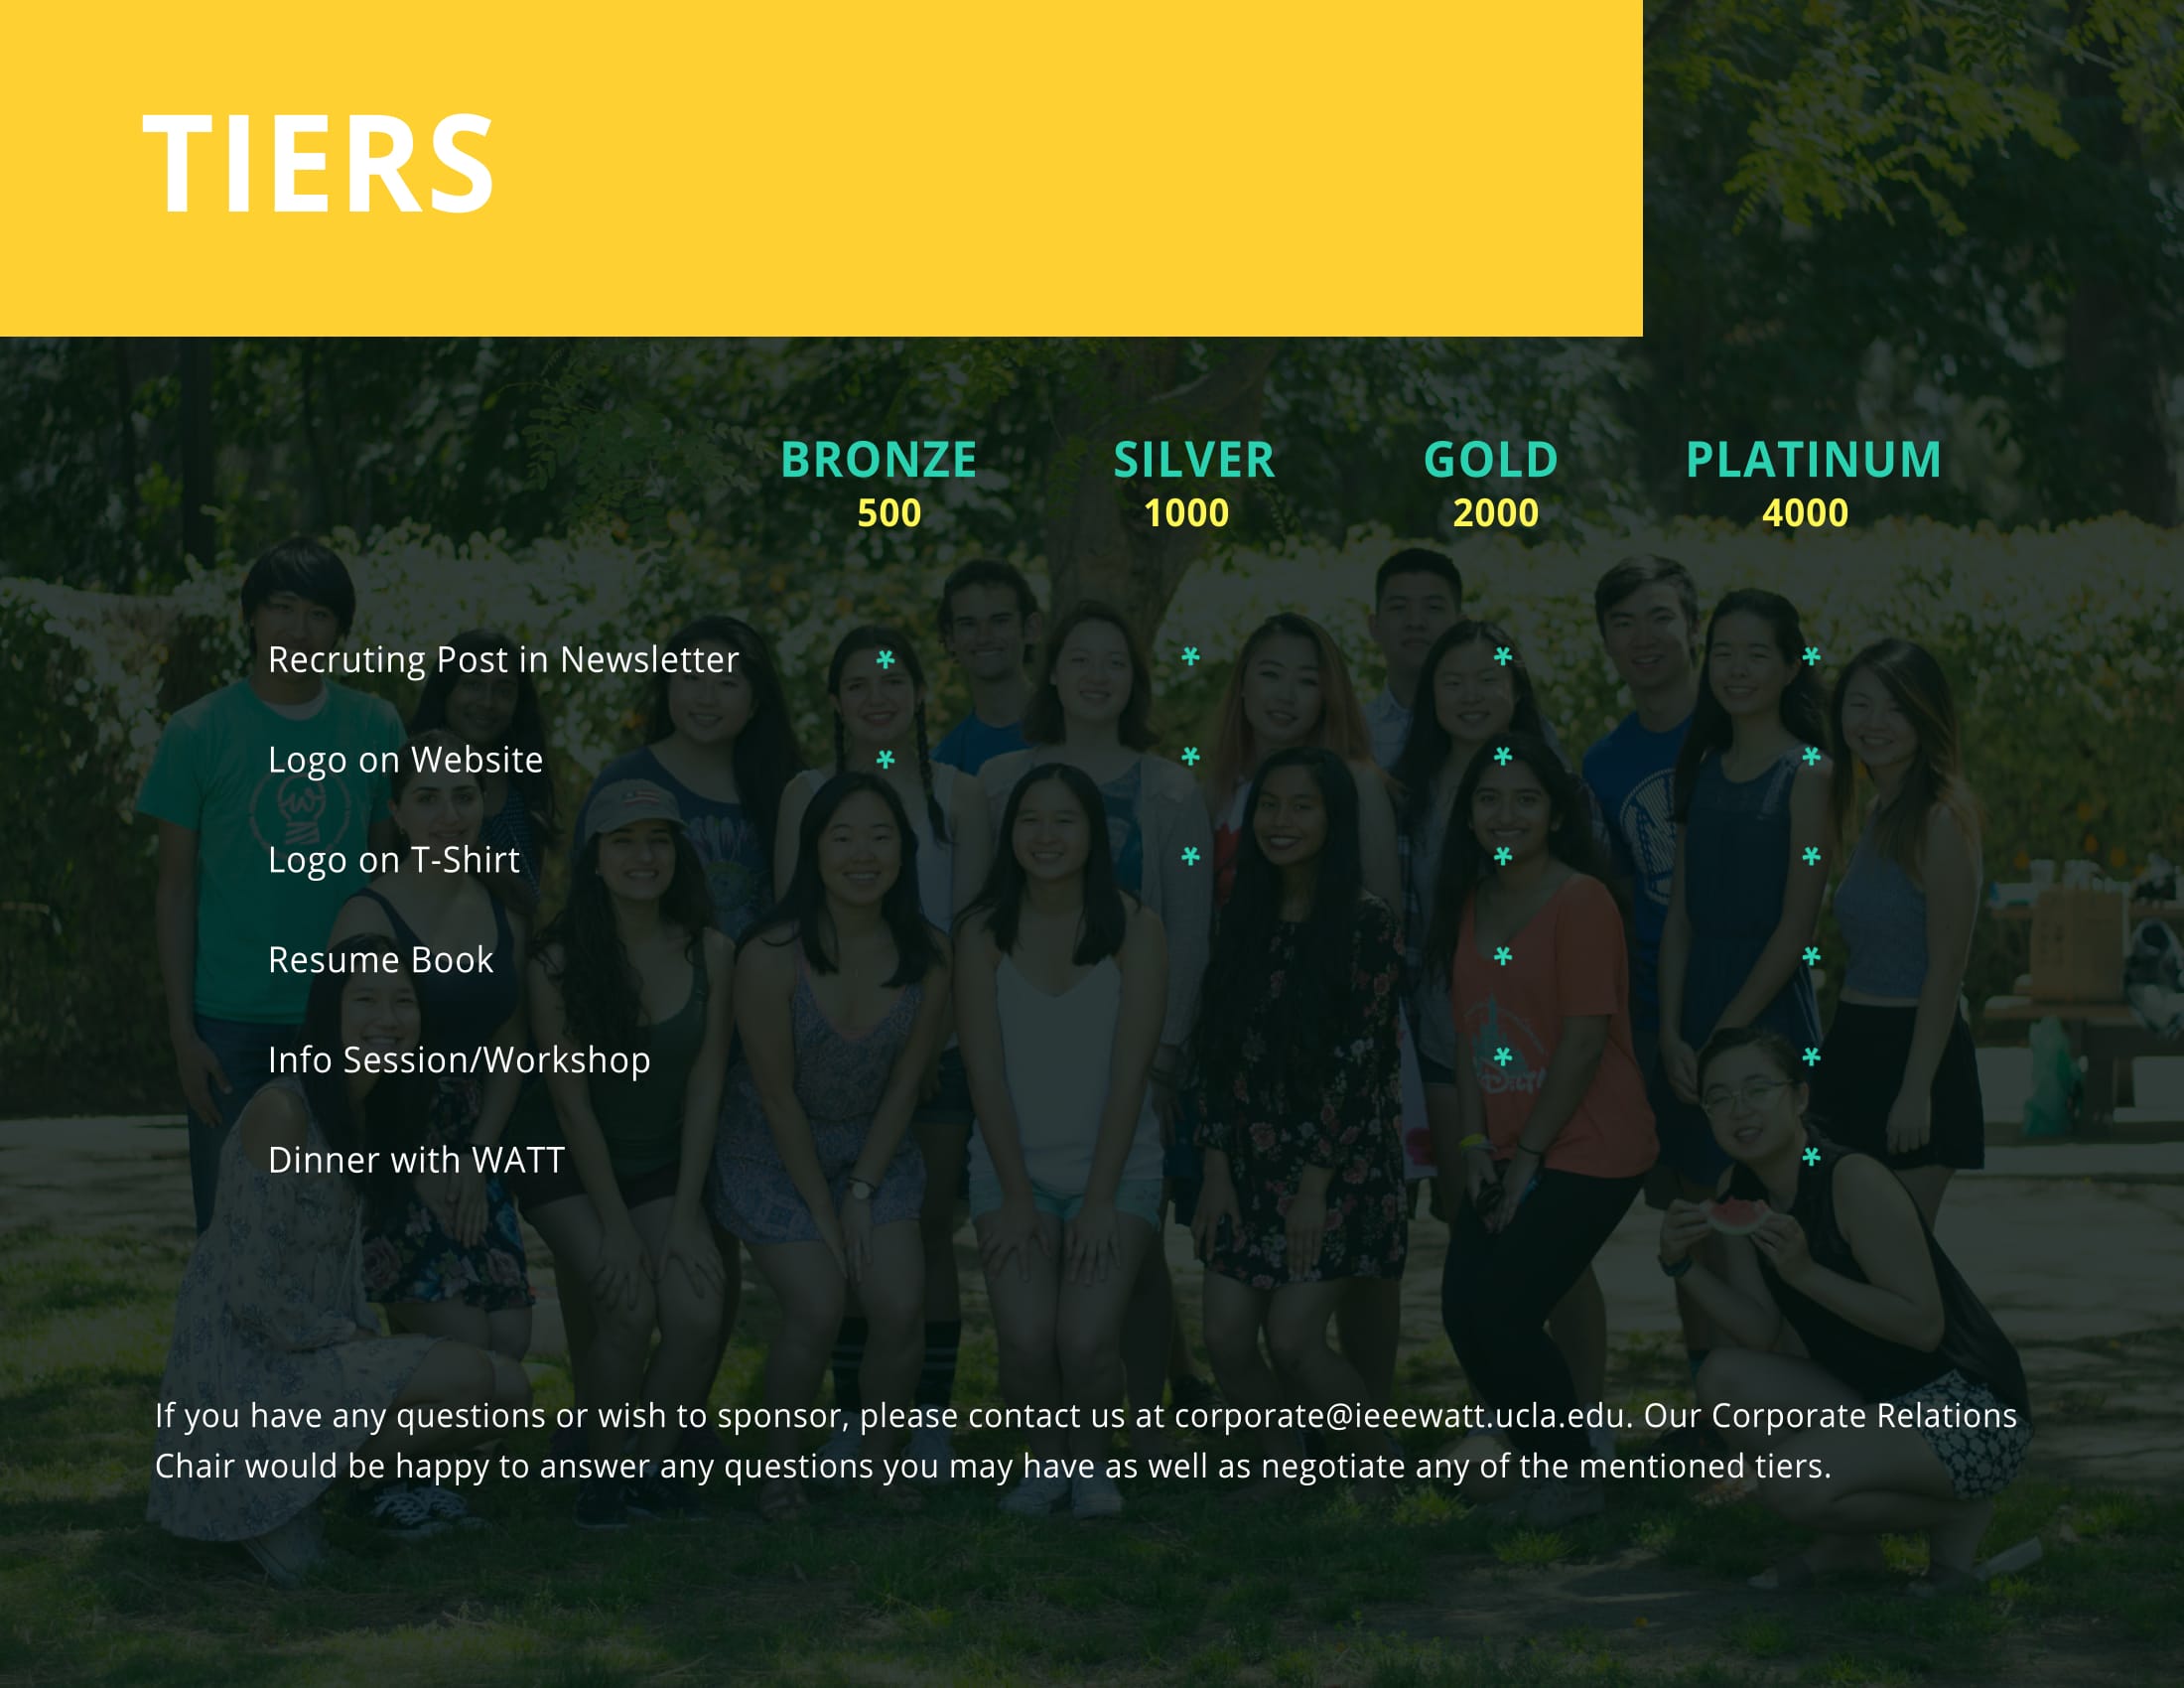 TIERS
BRONZE SILVER GOLD PLATINUM
500 1000 2000 4000
Recruting Post in Newsletter * * * *
Logo on Website * * * *
Logo on T-Shirt * * *
Resume Book * *
Info Session/Workshop * *
Dinner with WATT *
If you have any questions or wish to sponsor, please contact us at corporate@ieeewatt.ucla.edu. Our Corporate Relations
Chair would be happy to answer any questions you may have as well as negotiate any of the mentioned tiers.